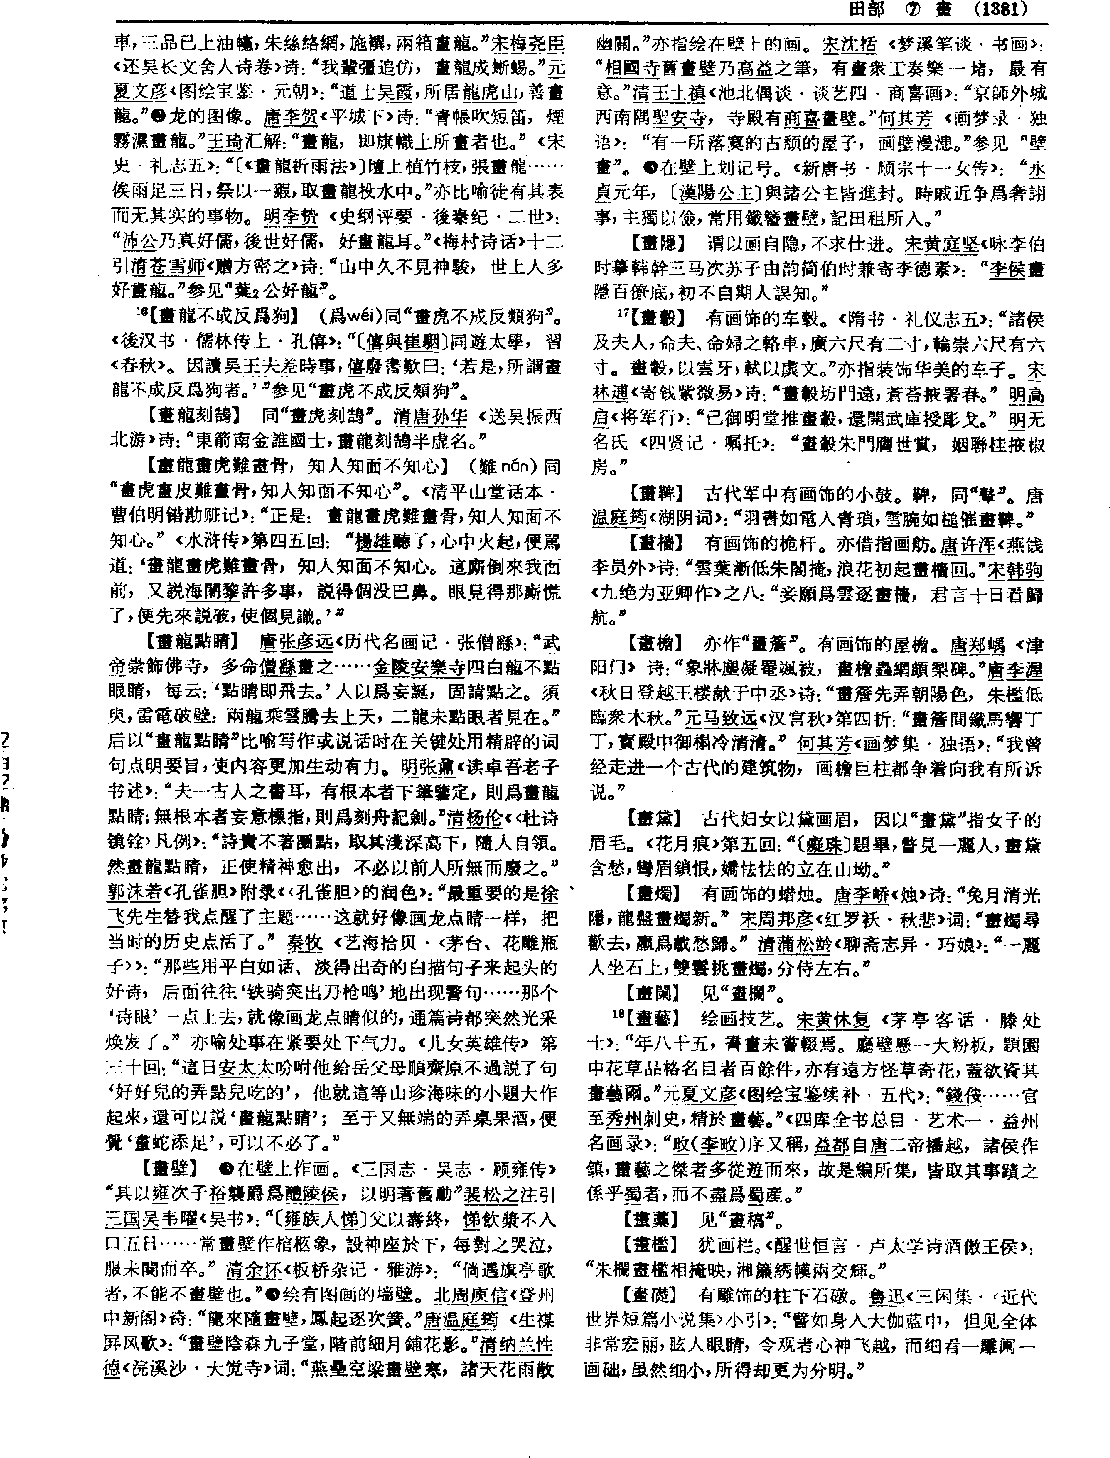 田部 ⑦ 畫 (1381)
車,三品已上油幰,朱絲絡網,施襈,兩箱畫龍。”宋梅尧臣
《还吴长文舍人诗卷》诗:“我輩彊追仿,畫龍成蜥蜴。”元
夏文彦《图绘宝鉴·元朝》:“道士吴霞,所居龍虎山,善畫
龍。”❷龙的图像。唐李贺《平城下》诗:“青帳吹短笛,煙
霧濕畫龍。”王琦汇解:“畫龍,即旗幟上所畫者也。”《宋
史·礼志五》:“〔《畫龍祈雨法》〕壇上植竹枝,張畫龍……
俟雨足三日,祭以一豭,取畫龍投水中。”亦比喻徒有其表
而无其实的事物。明李贽《史纲评要·後秦纪·二世》:
“沛公乃真好儒,後世好儒,好畫龍耳。”《梅村诗话》十二
引清苍雪师《赠方密之》诗:“山中久不見神駿,世上人多
好畫龍。”参见“葉2公好龍”。
16【畫龍不成反爲狗】 (爲wéi)同“畫虎不成反類狗”。
《後汉书·儒林传上·孔僖》:“〔僖與崔駰〕同遊太學,習
《春秋》。因讀吴王夫差時事,僖廢書歎曰:‘若是,所謂畫
龍不成反爲狗者。’”参见“畫虎不成反類狗”。
【畫龍刻鵠】 同“畫虎刻鵠”。清唐孙华《送吴振西
北游》诗:“東箭南金誰國士,畫龍刻鵠半虚名。”
【畫龍畫虎難畫骨,知人知面不知心】 (難nán)同
“畫虎畫皮難畫骨,知人知面不知心”。《清平山堂话本·
曹伯明错勘赃记》:“正是:畫龍畫虎難畫骨,知人知面不
知心。”《水浒传》第四五回:“楊雄聽了,心中火起,便駡
道:‘畫龍畫虎難畫骨,知人知面不知心。這厮倒來我面
前,又説海闍黎許多事,説得個没巴鼻。眼見得那廝慌
了,便先來説破,使個見識。’”
【畫龍點睛】 唐张彦远《历代名画记·张僧繇》:“武
帝崇飾佛寺,多命僧繇畫之……金陵安樂寺四白龍不點
眼睛,每云:‘點睛即飛去。’人以爲妄誕,固請點之。須
臾,雷電破壁,兩龍乘雲騰去上天,二龍未點眼者見在。”
后以“畫龍點睛”比喻写作或说话时在关键处用精辟的词
句点明要旨,使内容更加生动有力。明张鼐《读卓吾老子
书述》:“夫一古人之書耳,有根本者下筆鑒定,則爲畫龍
點睛;無根本者妄意標指,則爲刻舟記劍。”清杨伦《〈杜诗
镜铨〉凡例》:“詩貴不著圈點,取其淺深高下,隨人自領。
然畫龍點睛,正使精神愈出,不必以前人所無而廢之。”
郭沫若《孔雀胆》附录《〈孔雀胆〉的润色》:“最重要的是徐
飞先生替我点醒了主题……这就好像画龙点睛一样,把
当时的历史点活了。”秦牧《艺海拾贝·〈茅台、花雕瓶
子〉》:“那些用平白如话、淡得出奇的白描句子来起头的
好诗,后面往往‘铁骑突出刀枪鸣’地出现警句……那个
‘诗眼’一点上去,就像画龙点睛似的,通篇诗都突然光采
焕发了。”亦喻处事在紧要处下气力。《儿女英雄传》第
三十回:“這日安太太吩咐他給岳父母順齋原不過説了句
‘好好兒的弄點兒吃的’,他就這等山珍海味的小題大作
起來,還可以説‘畫龍點睛’;至于又無端的弄桌果酒,便
覺‘畫蛇添足’,可以不必了。”
【畫壁】 ❶在壁上作画。《三国志·吴志·顾雍传》
“其以雍次子裕襲爵爲醴陵侯,以明著舊勳”裴松之注引
三国吴韦曜《吴书》:“〔雍族人悌〕父以壽終,悌飲漿不入
口五日……常畫壁作棺柩象,設神座於下,每對之哭泣,
服未闋而卒。”清余怀《板桥杂记·雅游》:“倘遇旗亭歌
者,不能不畫壁也。”❷绘有图画的墙壁。北周庾信《登州
中新阁》诗:“龍來隨畫壁,鳳起逐吹簧。”唐温庭筠《生禖
屏风歌》:“畫壁陰森九子堂,階前細月鋪花影。”清纳兰性
德《浣溪沙·大觉寺》词:“燕壘空梁畫壁寒,諸天花雨散
幽關。”亦指绘在壁上的画。宋沈括《梦溪笔谈·书画》:
“相國寺舊畫壁乃高益之筆,有畫衆工奏樂一堵,最有
意。”清王士禛《池北偶谈·谈艺四·商喜画》:“京師外城
西南隅聖安寺,寺殿有商喜畫壁。”何其芳《画梦录·独
语》:“有一所落寞的古颓的屋子,画壁漫漶。”参见“壁
畫”。❸在壁上划记号。《新唐书·顺宗十一女传》:“永
貞元年,〔漢陽公主〕與諸公主皆進封。時戚近爭爲奢詡
事,主獨以儉,常用鐵簪畫壁,記田租所入。”
【畫隱】 谓以画自隐,不求仕进。宋黄庭坚《咏李伯
时摹韩幹三马次苏子由韵简伯时兼寄李德素》:“李侯畫
隱百僚底,初不自期人誤知。”
17【畫轂】 有画饰的车毂。《隋书·礼仪志五》:“諸侯
及夫人,命夫、命婦之輅車,廣六尺有二寸,輪崇六尺有六
寸。畫轂,以雲牙,軾以虡文。”亦指装饰华美的车子。宋
林逋《寄钱紫微易》诗:“畫轂坊門遠,蒼苔掖署春。”明高
启《将军行》:“已御明堂推畫轂,還開武庫授彫戈。”明无
名氏《四贤记·嘱托》:“畫轂朱門膺世賞,姻聯柱掖椒
房。”
【畫鞞】 古代军中有画饰的小鼓。鞞,同“鼙”。唐
温庭筠《湖阴词》:“羽書如電入青瑣,雪腕如槌催畫鞞。”
【畫檣】 有画饰的桅杆。亦借指画舫。唐许浑《燕饯
李员外》诗:“雲葉漸低朱閣掩,浪花初起畫檣回。”宋韩驹
《九绝为亚卿作》之八:“妾願爲雲逐畫檣,君言十日看歸
航。”
【畫檐】 亦作“畫簷”。有画饰的屋檐。唐郑嵎《津
阳门》诗:“象牀塵凝罨颯被,畫檐蟲網頗梨碑。”唐李渥
《秋日登越王楼献于中丞》诗:“畫簷先弄朝陽色,朱檻低
臨衆木秋。”元马致远《汉宫秋》第四折:“畫簷間鐵馬響丁
丁,寶殿中御榻冷清清。”何其芳《画梦集·独语》:“我曾
经走进一个古代的建筑物,画檐巨柱都争着向我有所诉
说。”
【畫黛】 古代妇女以黛画眉,因以“畫黛”指女子的
眉毛。《花月痕》第五回:“〔癡珠〕題畢,瞥見一麗人,畫黛
含愁,彎眉鎖恨,嬌怯怯的立在山坳。”
【畫燭】 有画饰的蜡烛。唐李峤《烛》诗:“兔月清光
隱,龍盤畫燭新。”宋周邦彦《红罗袄·秋悲》词:“畫燭尋
歡去,羸馬載愁歸。”清蒲松龄《聊斋志异·巧娘》:“一麗
人坐石上,雙鬟挑畫燭,分侍左右。”
【畫闌】 见“畫欄”。
18【畫藝】 绘画技艺。宋黄休复《茅亭客话·滕处
士》:“年八十五,書畫未嘗輟焉。廳壁懸一大粉板,題園
中花草品格名目者百餘件,亦有遠方怪草奇花,蓋欲資其
畫藝爾。”元夏文彦《图绘宝鉴续补·五代》:“錢侒……官
至秀州刺史,精於畫藝。”《四库全书总目·艺术一·益州
名画录》:“畋(李畋)序又稱,益都自唐二帝播越,諸侯作
鎮,畫藝之傑者多從遊而來,故是編所集,皆取其事蹟之
係乎蜀者,而不盡爲蜀產。”
【畫藁】 见“畫稿”。
【畫檻】 犹画栏。《醒世恒言·卢太学诗酒傲王侯》:
“朱欄畫檻相掩映,湘簾綉幙兩交輝。”
【畫礎】 有雕饰的柱下石礅。鲁迅《三闲集·〈近代
世界短篇小说集〉小引》:“譬如身入大伽蓝中,但见全体
非常宏丽,眩人眼睛,令观者心神飞越,而细看一雕阑一
画础,虽然细小,所得却更为分明。”